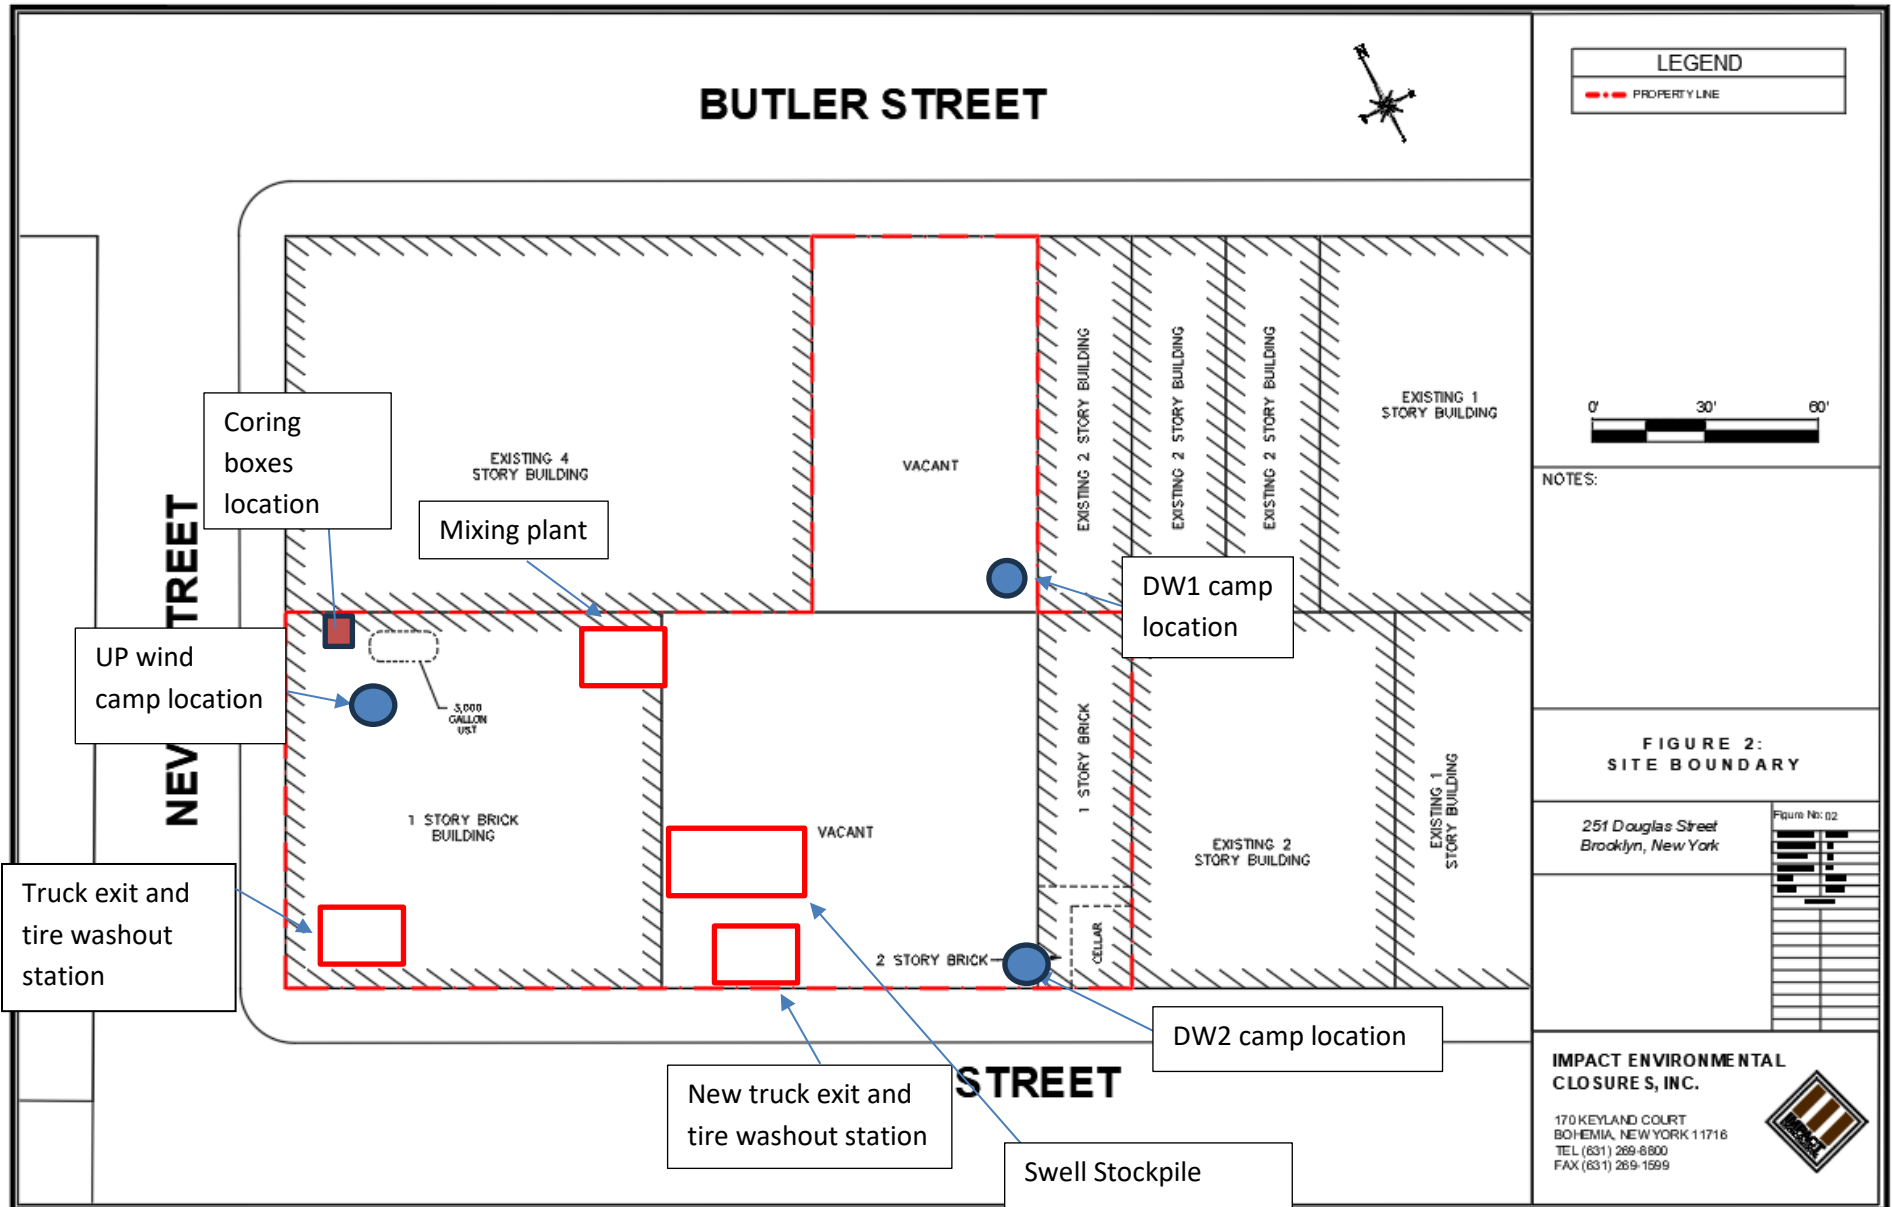 BUTLER STREET
N
LEGEND
PROPERTY LINE
0' 30' 60'
NOTES:
EXISTING 4
STORY BUILDING
VACANT
EXISTING 2 STORY BUILDING
EXISTING 2 STORY BUILDING
EXISTING 2 STORY BUILDING
EXISTING 1
STORY BUILDING
Coring
boxes
location
Mixing plant
DW1 camp
location
UP wind
camp location
NEV
TREET
3,000
GALLON
UST
1 STORY BRICK
BUILDING
VACANT
1 STORY BRICK
EXISTING 2
STORY BUILDING
EXISTING 1
STORY BUILDING
Truck exit and
tire washout
station
2 STORY BRICK
CELLAR
DW2 camp location
New truck exit and
tire washout station
STREET
Swell Stockpile
FIGURE 2:
SITE BOUNDARY
251 Douglas Street
Brooklyn, New York
Figure No: 02
IMPACT ENVIRONMENTAL
CLOSURES, INC.
170 KEYLAND COURT
BOHEMIA, NEW YORK 11716
TEL (631) 269-8800
FAX (631) 269-1599
IMPACT